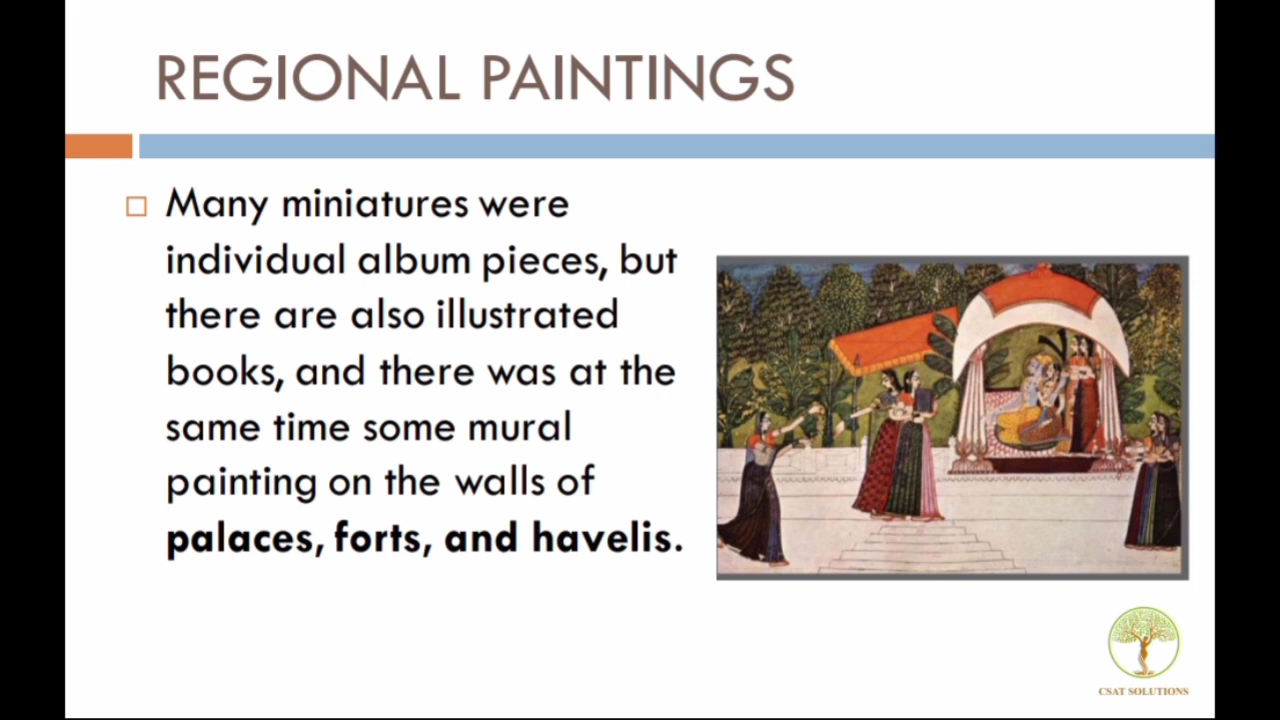 REGIONAL PAINTINGS
Many miniatures were
individual album pieces, but
there are also illustrated
books, and there was at the
same time some mural
painting on the walls of
palaces, forts, and havelis.
CSAT SOLUTIONS